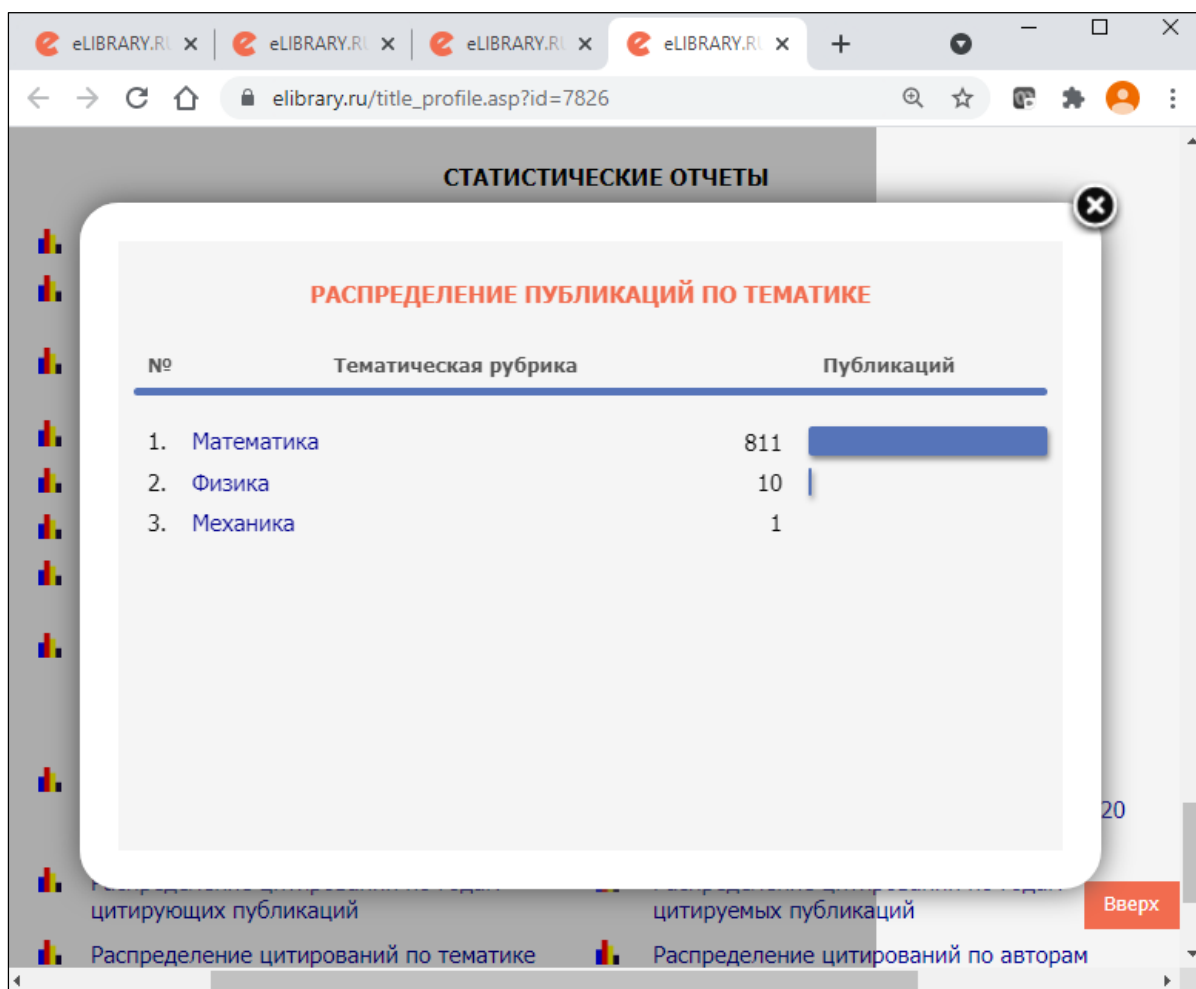 eLIBRARY.RU
eLIBRARY.RU
eLIBRARY.RU
eLIBRARY.RU
elibrary.ru/title_profile.asp?id=7826
СТАТИСТИЧЕСКИЕ ОТЧЕТЫ
РАСПРЕДЕЛЕНИЕ ПУБЛИКАЦИЙ ПО ТЕМАТИКЕ
№ Тематическая рубрика Публикаций
1. Математика 811
2. Физика 10
3. Механика 1
20
цитирующих публикаций
цитируемых публикаций
Вверх
Распределение цитирований по тематике
Распределение цитирований по авторам